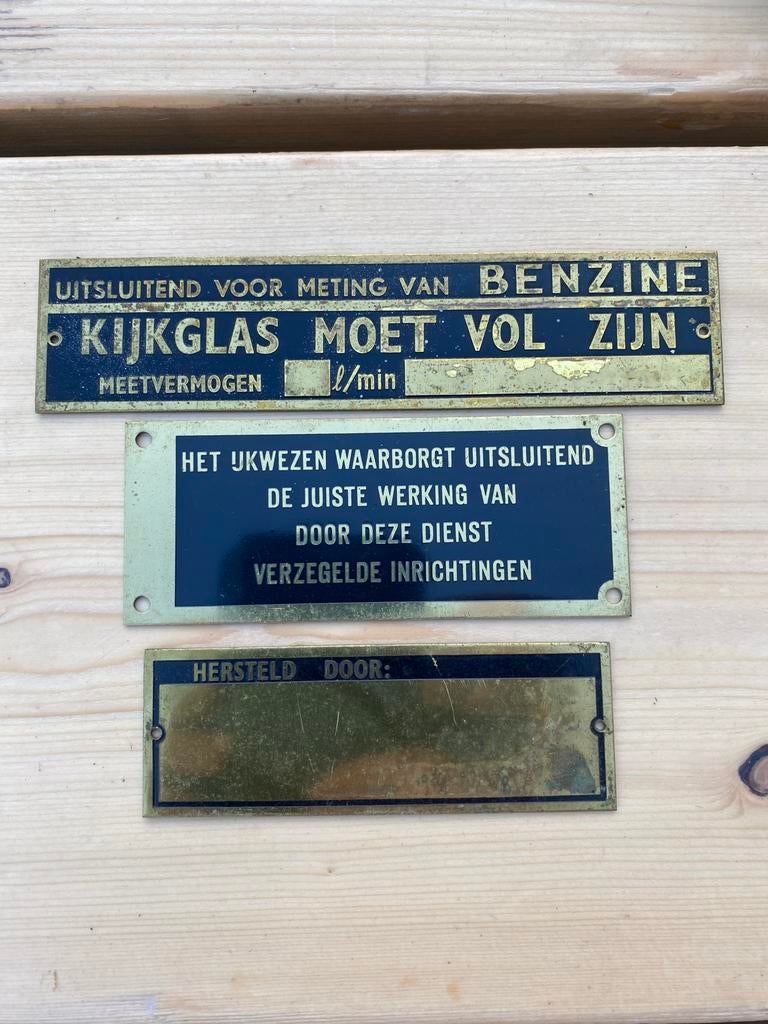 UITSLUITEND VOOR METING VAN BENZINE
KIJKGLAS MOET VOL ZIJN
MEETVERMOGEN l/min
HET IJKWEZEN WAARBORGT UITSLUITEND
DE JUISTE WERKING VAN
DOOR DEZE DIENST
VERZEGELDE INRICHTINGEN
HERSTELD DOOR: